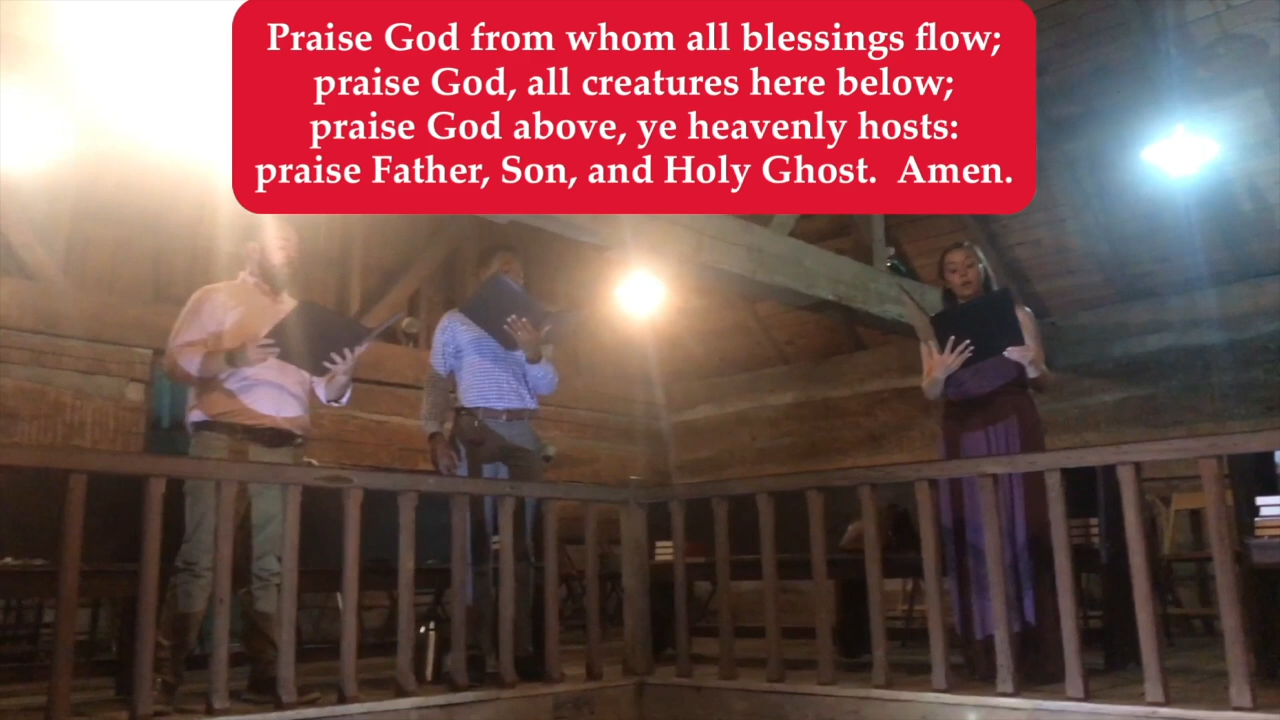 Praise God from whom all blessings flow;
praise God, all creatures here below;
praise God above, ye heavenly hosts:
praise Father, Son, and Holy Ghost.  Amen.